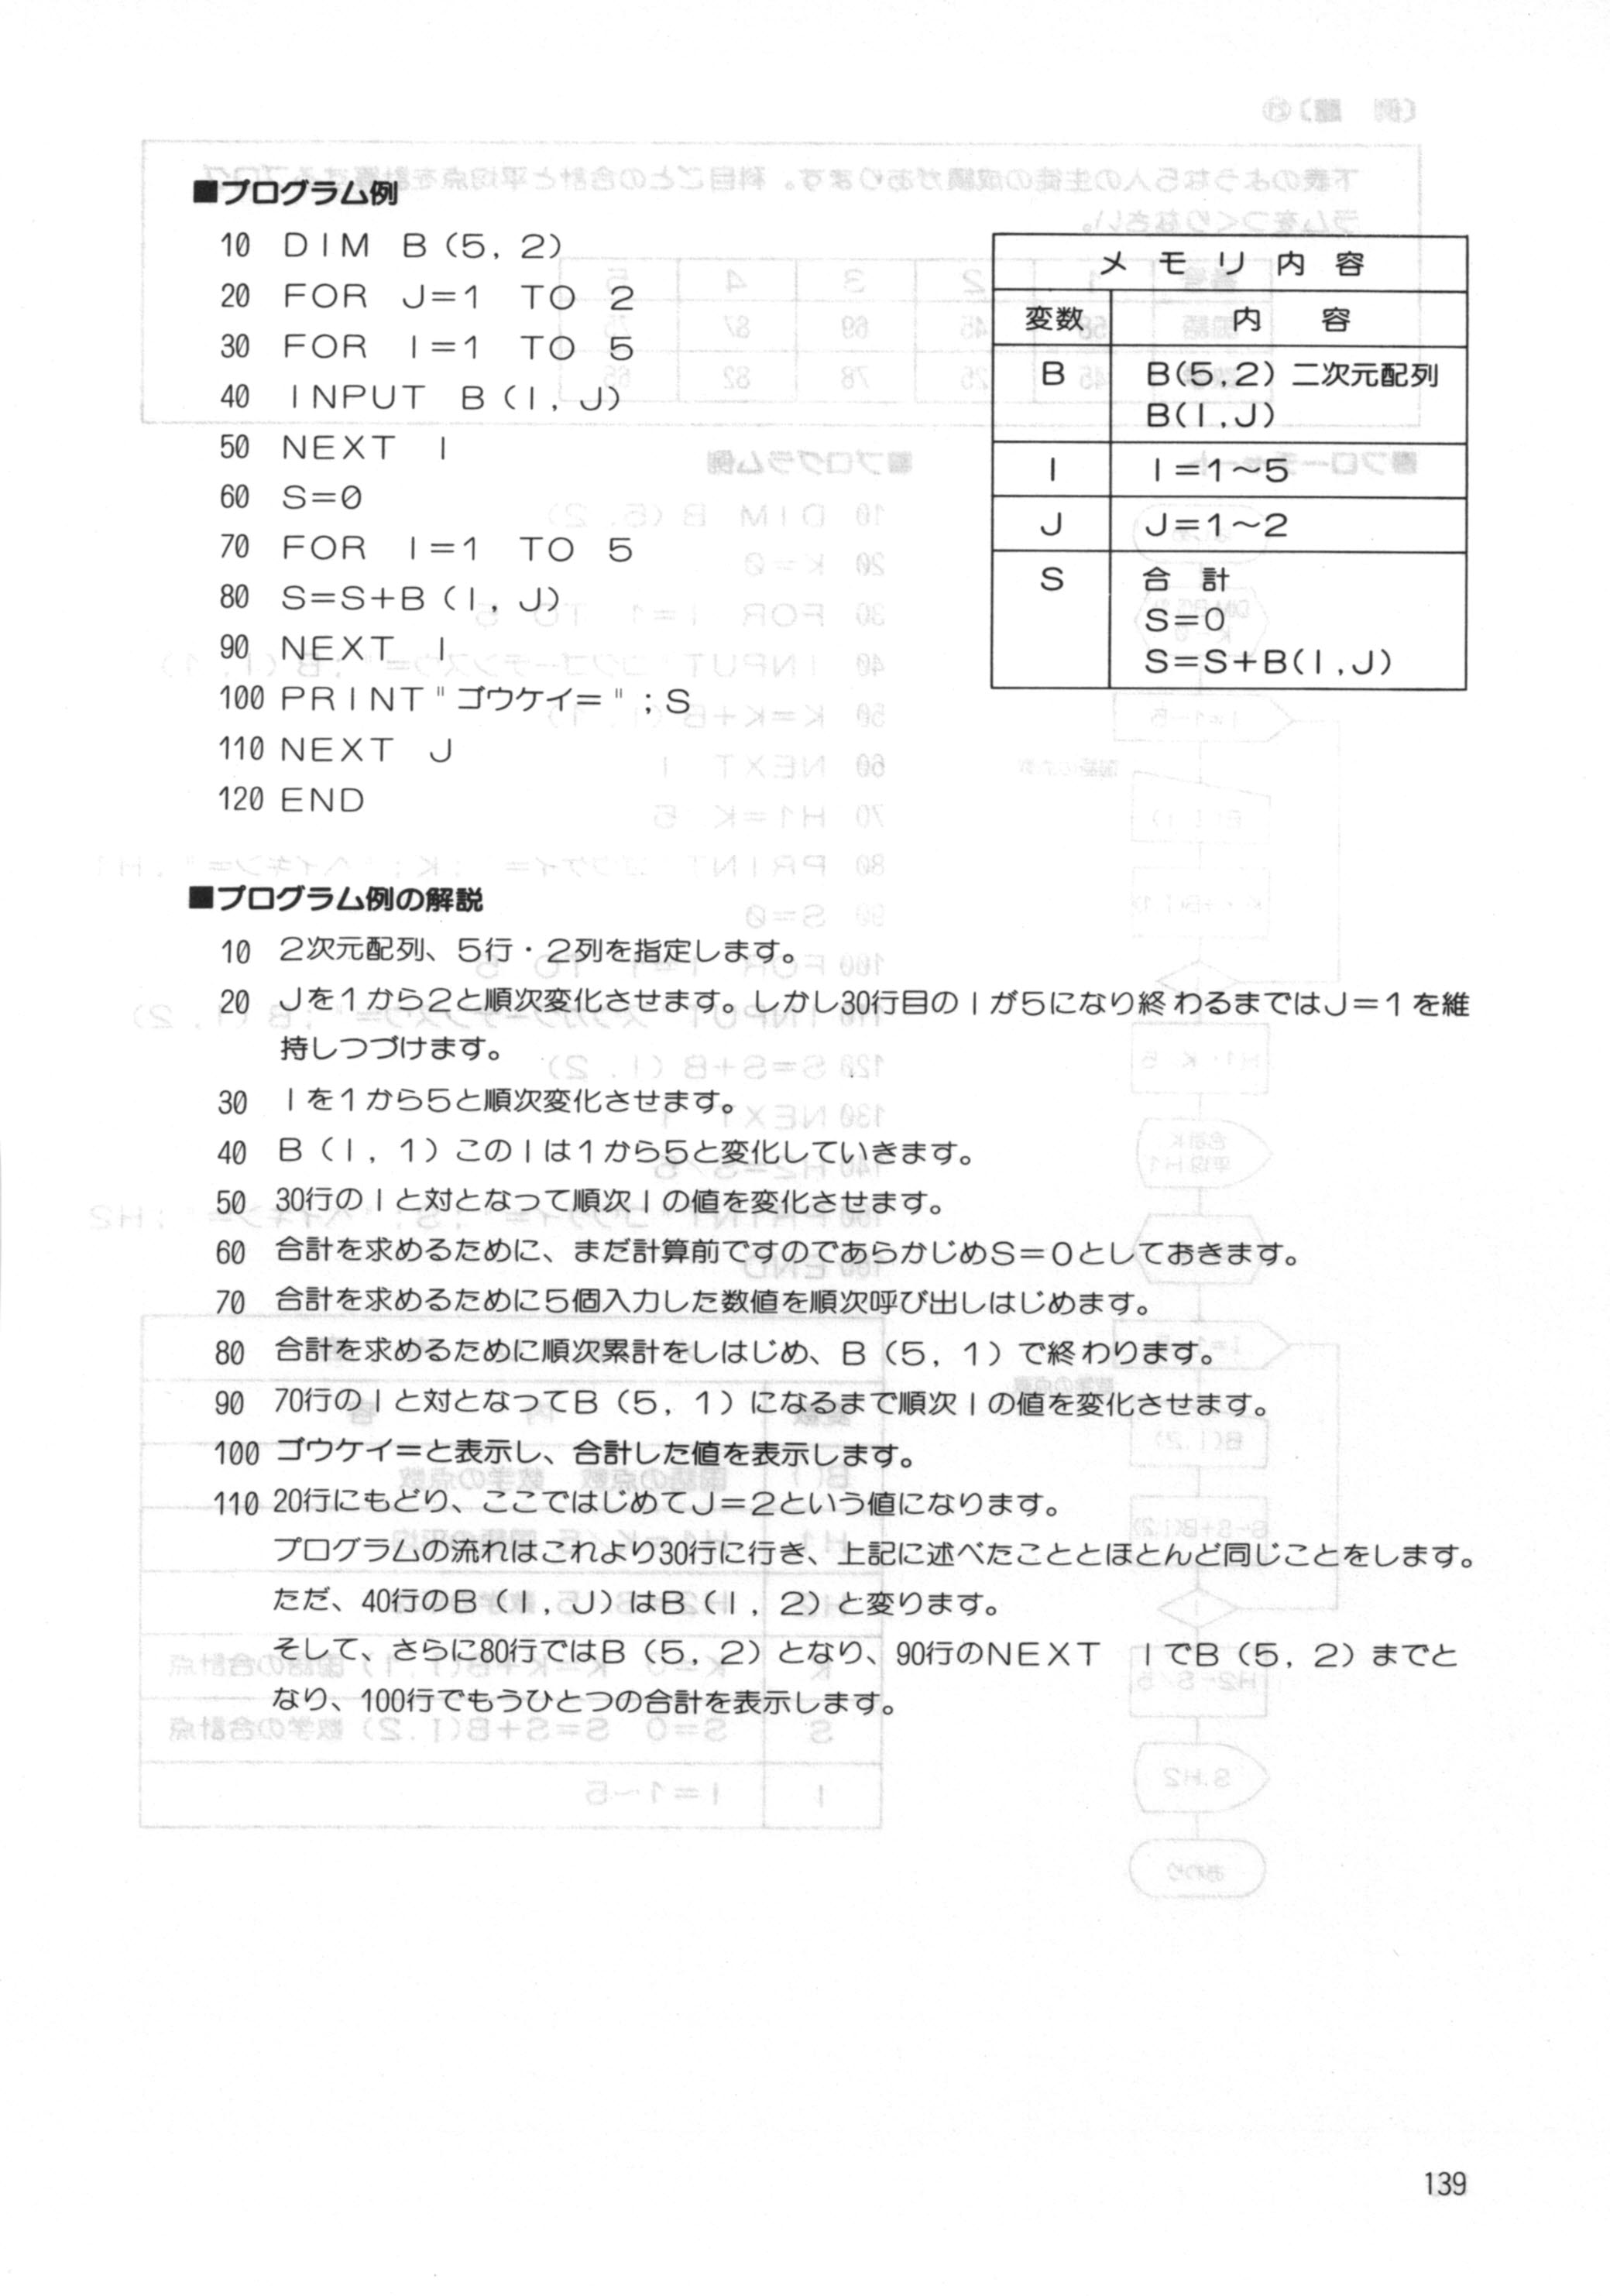 ■プログラム例
10 DIM B(5, 2)
20 FOR J=1 TO 2
30 FOR I=1 TO 5
40 INPUT B(I, J)
50 NEXT I
60 S=0
70 FOR I=1 TO 5
80 S=S+B(I, J)
90 NEXT I
100 PRINT"ゴウケイ=";S
110 NEXT J
120 END
メモリ内容
変数 内 容
B B(5,2) 二次元配列
B(I,J)
I I=1～5
J J=1～2
S 合 計
S=0
S=S+B(I,J)
■プログラム例の解説
10 2次元配列、5行・2列を指定します。
20 Jを1から2と順次変化させます。しかし30行目のIが5になり終わるまではJ=1を維
持しつづけます。
30 Iを1から5と順次変化させます。
40 B(I, 1)このIは1から5と変化していきます。
50 30行のIと対となって順次Iの値を変化させます。
60 合計を求めるために、まだ計算前ですのであらかじめS=0としておきます。
70 合計を求めるために5個入力した数値を順次呼び出しはじめます。
80 合計を求めるために順次累計をしはじめ、B(5, 1)で終わります。
90 70行のIと対となってB(5, 1)になるまで順次Iの値を変化させます。
100 ゴウケイ=と表示し、合計した値を表示します。
110 20行にもどり、ここではじめてJ=2という値になります。
プログラムの流れはこれより30行に行き、上記に述べたこととほとんど同じことをします。
ただ、40行のB(I, J)はB(I, 2)と変ります。
そして、さらに80行ではB(5, 2)となり、90行のNEXT IでB(5, 2)までと
なり、100行でもうひとつの合計を表示します。
139